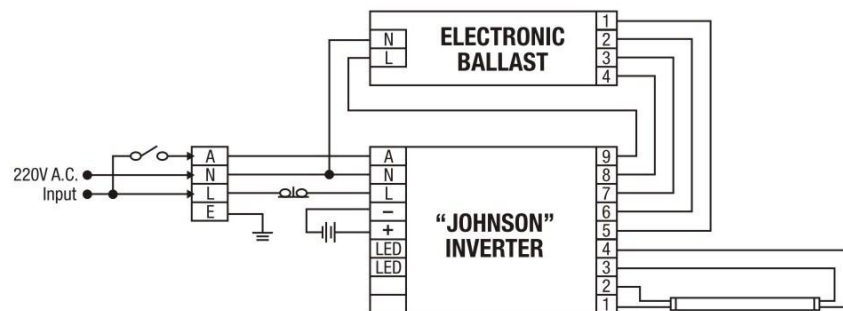 ELECTRONIC
BALLAST
N
L
1
2
3
4
220V A.C.
Input
A
N
L
E
A
N
L
–
+
LED
LED
“JOHNSON”
INVERTER
9
8
7
6
5
4
3
2
1